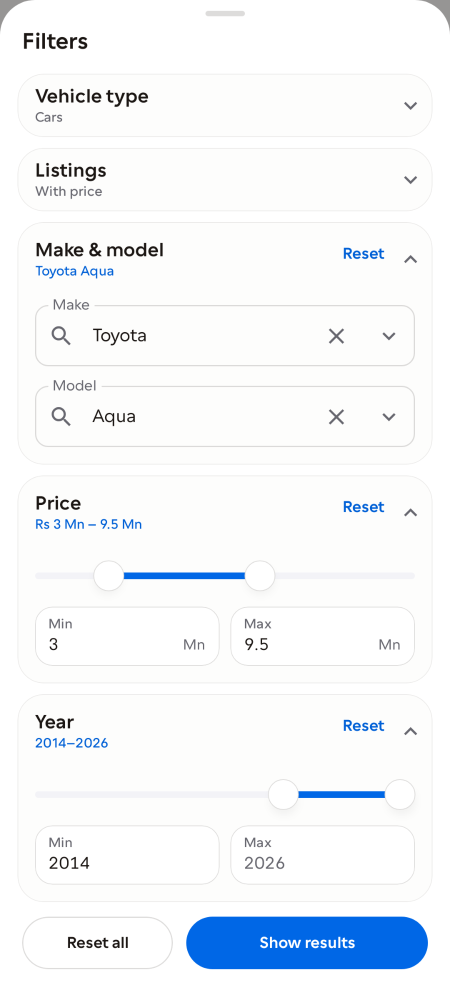 Filters
Vehicle type
Cars
Listings
With price
Make & model
Reset
Toyota Aqua
Make
Toyota
Model
Aqua
Price
Reset
Rs 3 Mn – 9.5 Mn
Min
3 Mn
Max
9.5 Mn
Year
Reset
2014–2026
Min
2014
Max
2026
Reset all
Show results